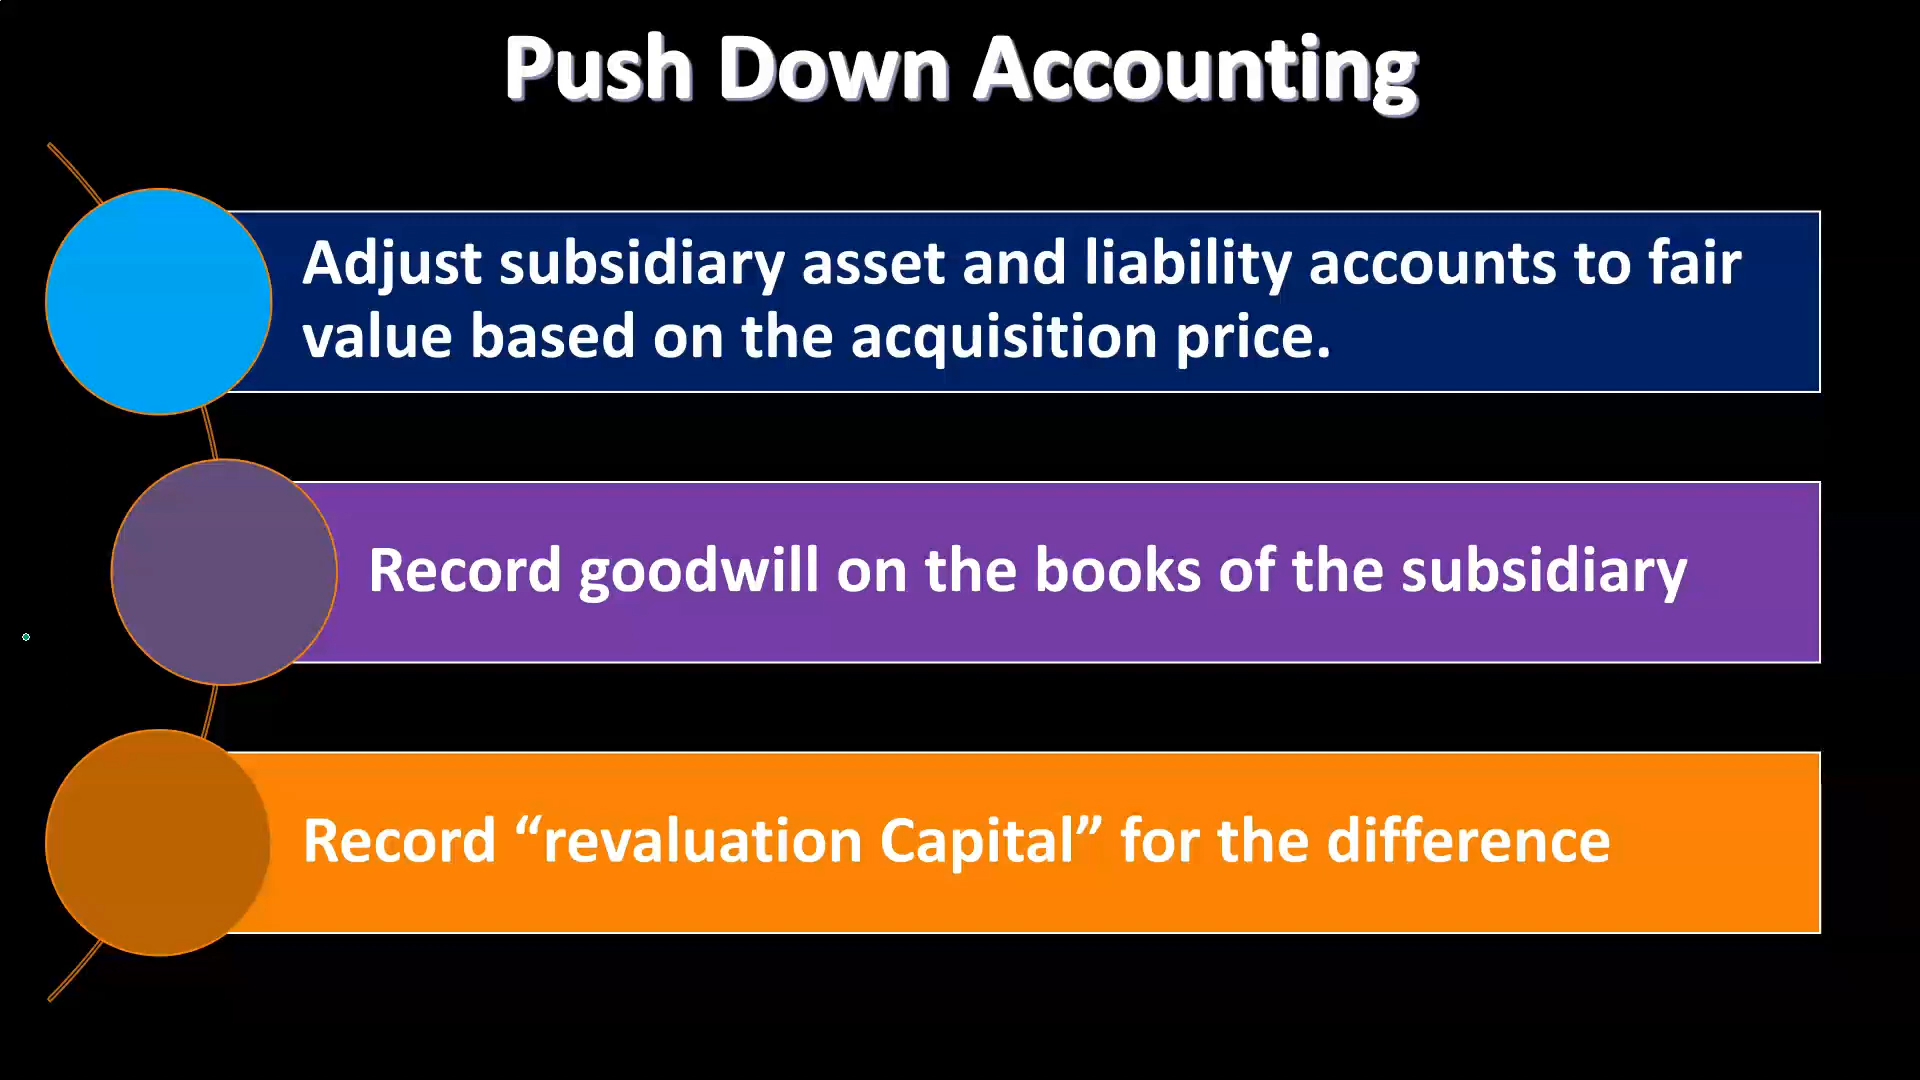 Push Down Accounting
Adjust subsidiary asset and liability accounts to fair
value based on the acquisition price.
Record goodwill on the books of the subsidiary
Record “revaluation Capital” for the difference